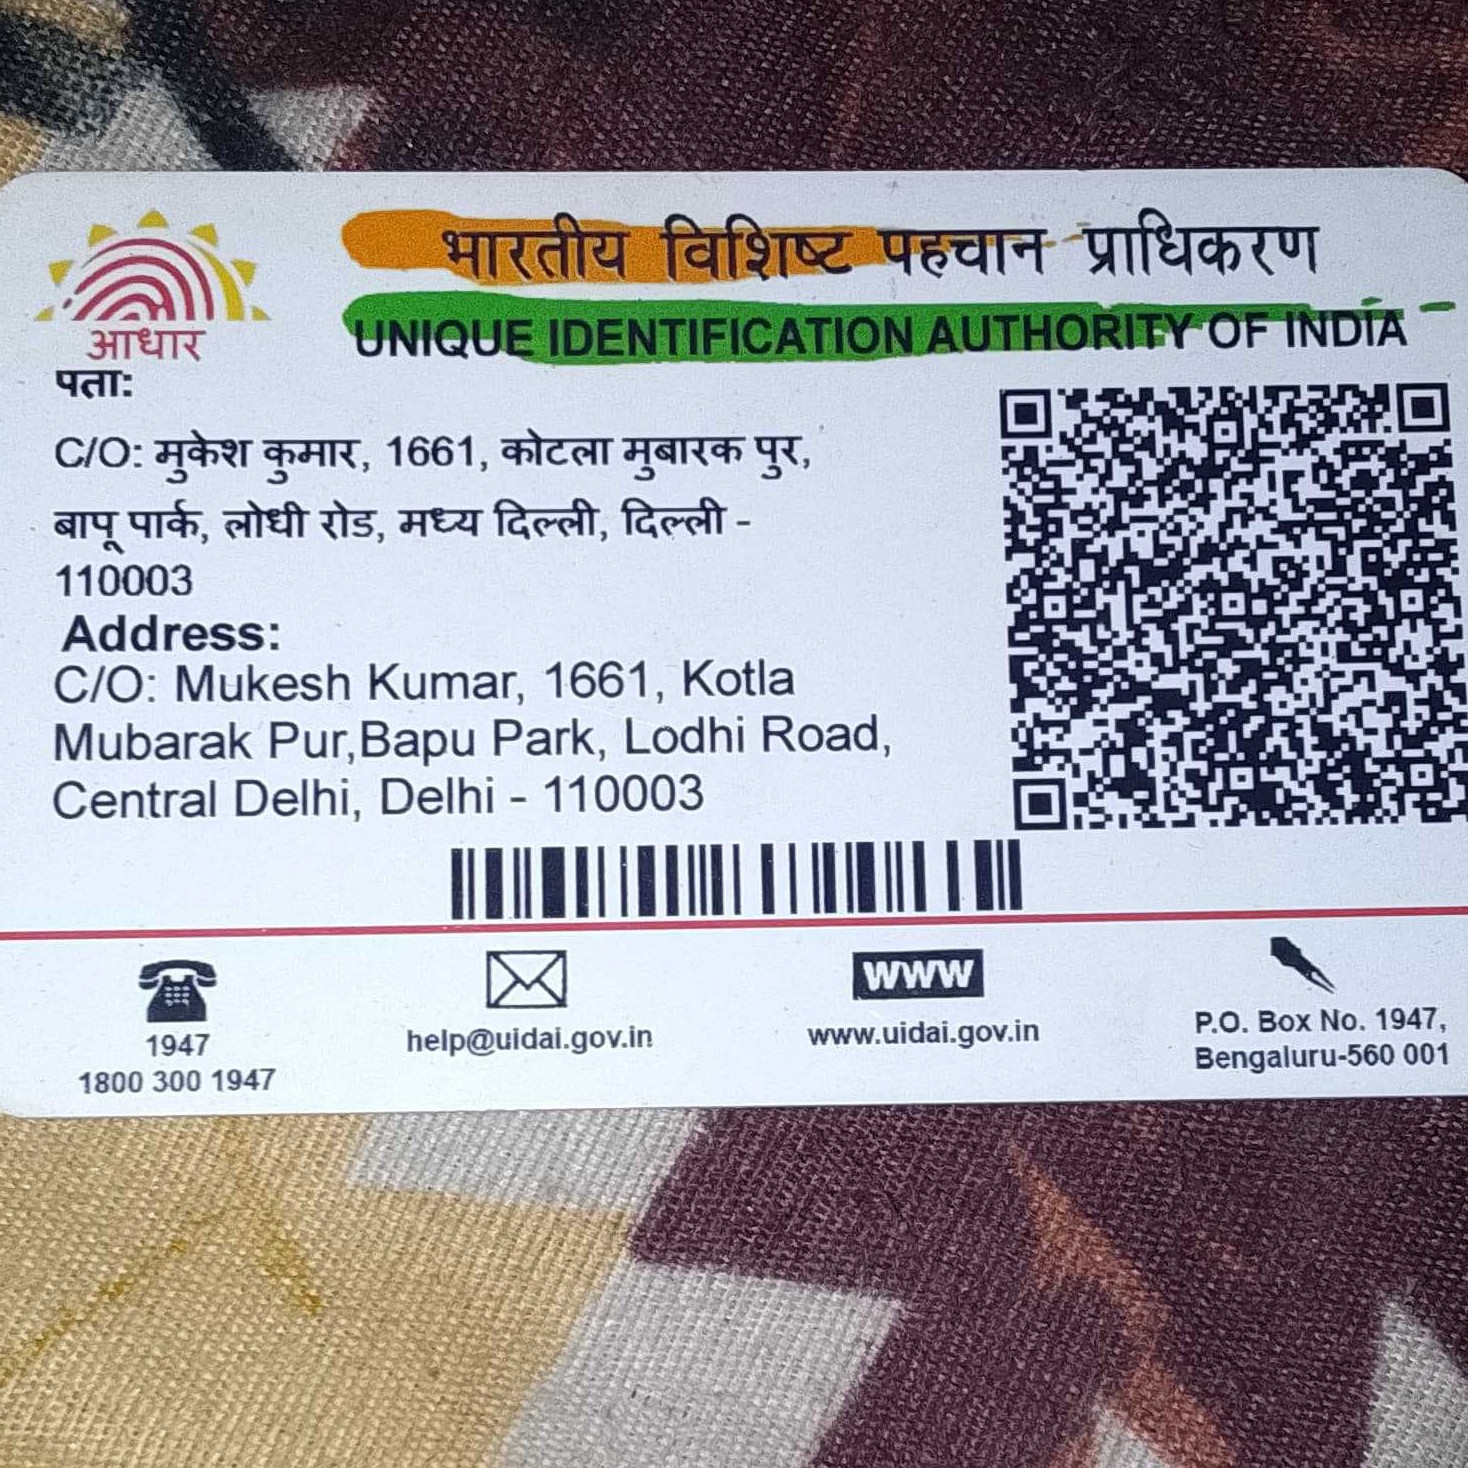 भारतीय विशिष्ट पहचान प्राधिकरण
UNIQUE IDENTIFICATION AUTHORITY OF INDIA
आधार
पता:
C/O: मुकेश कुमार, 1661, कोटला मुबारक पुर,
बापू पार्क, लोधी रोड, मध्य दिल्ली, दिल्ली -
110003
Address:
C/O: Mukesh Kumar, 1661, Kotla
Mubarak Pur,Bapu Park, Lodhi Road,
Central Delhi, Delhi - 110003
1947
1800 300 1947
help@uidai.gov.in
www
www.uidai.gov.in
P.O. Box No. 1947,
Bengaluru-560 001